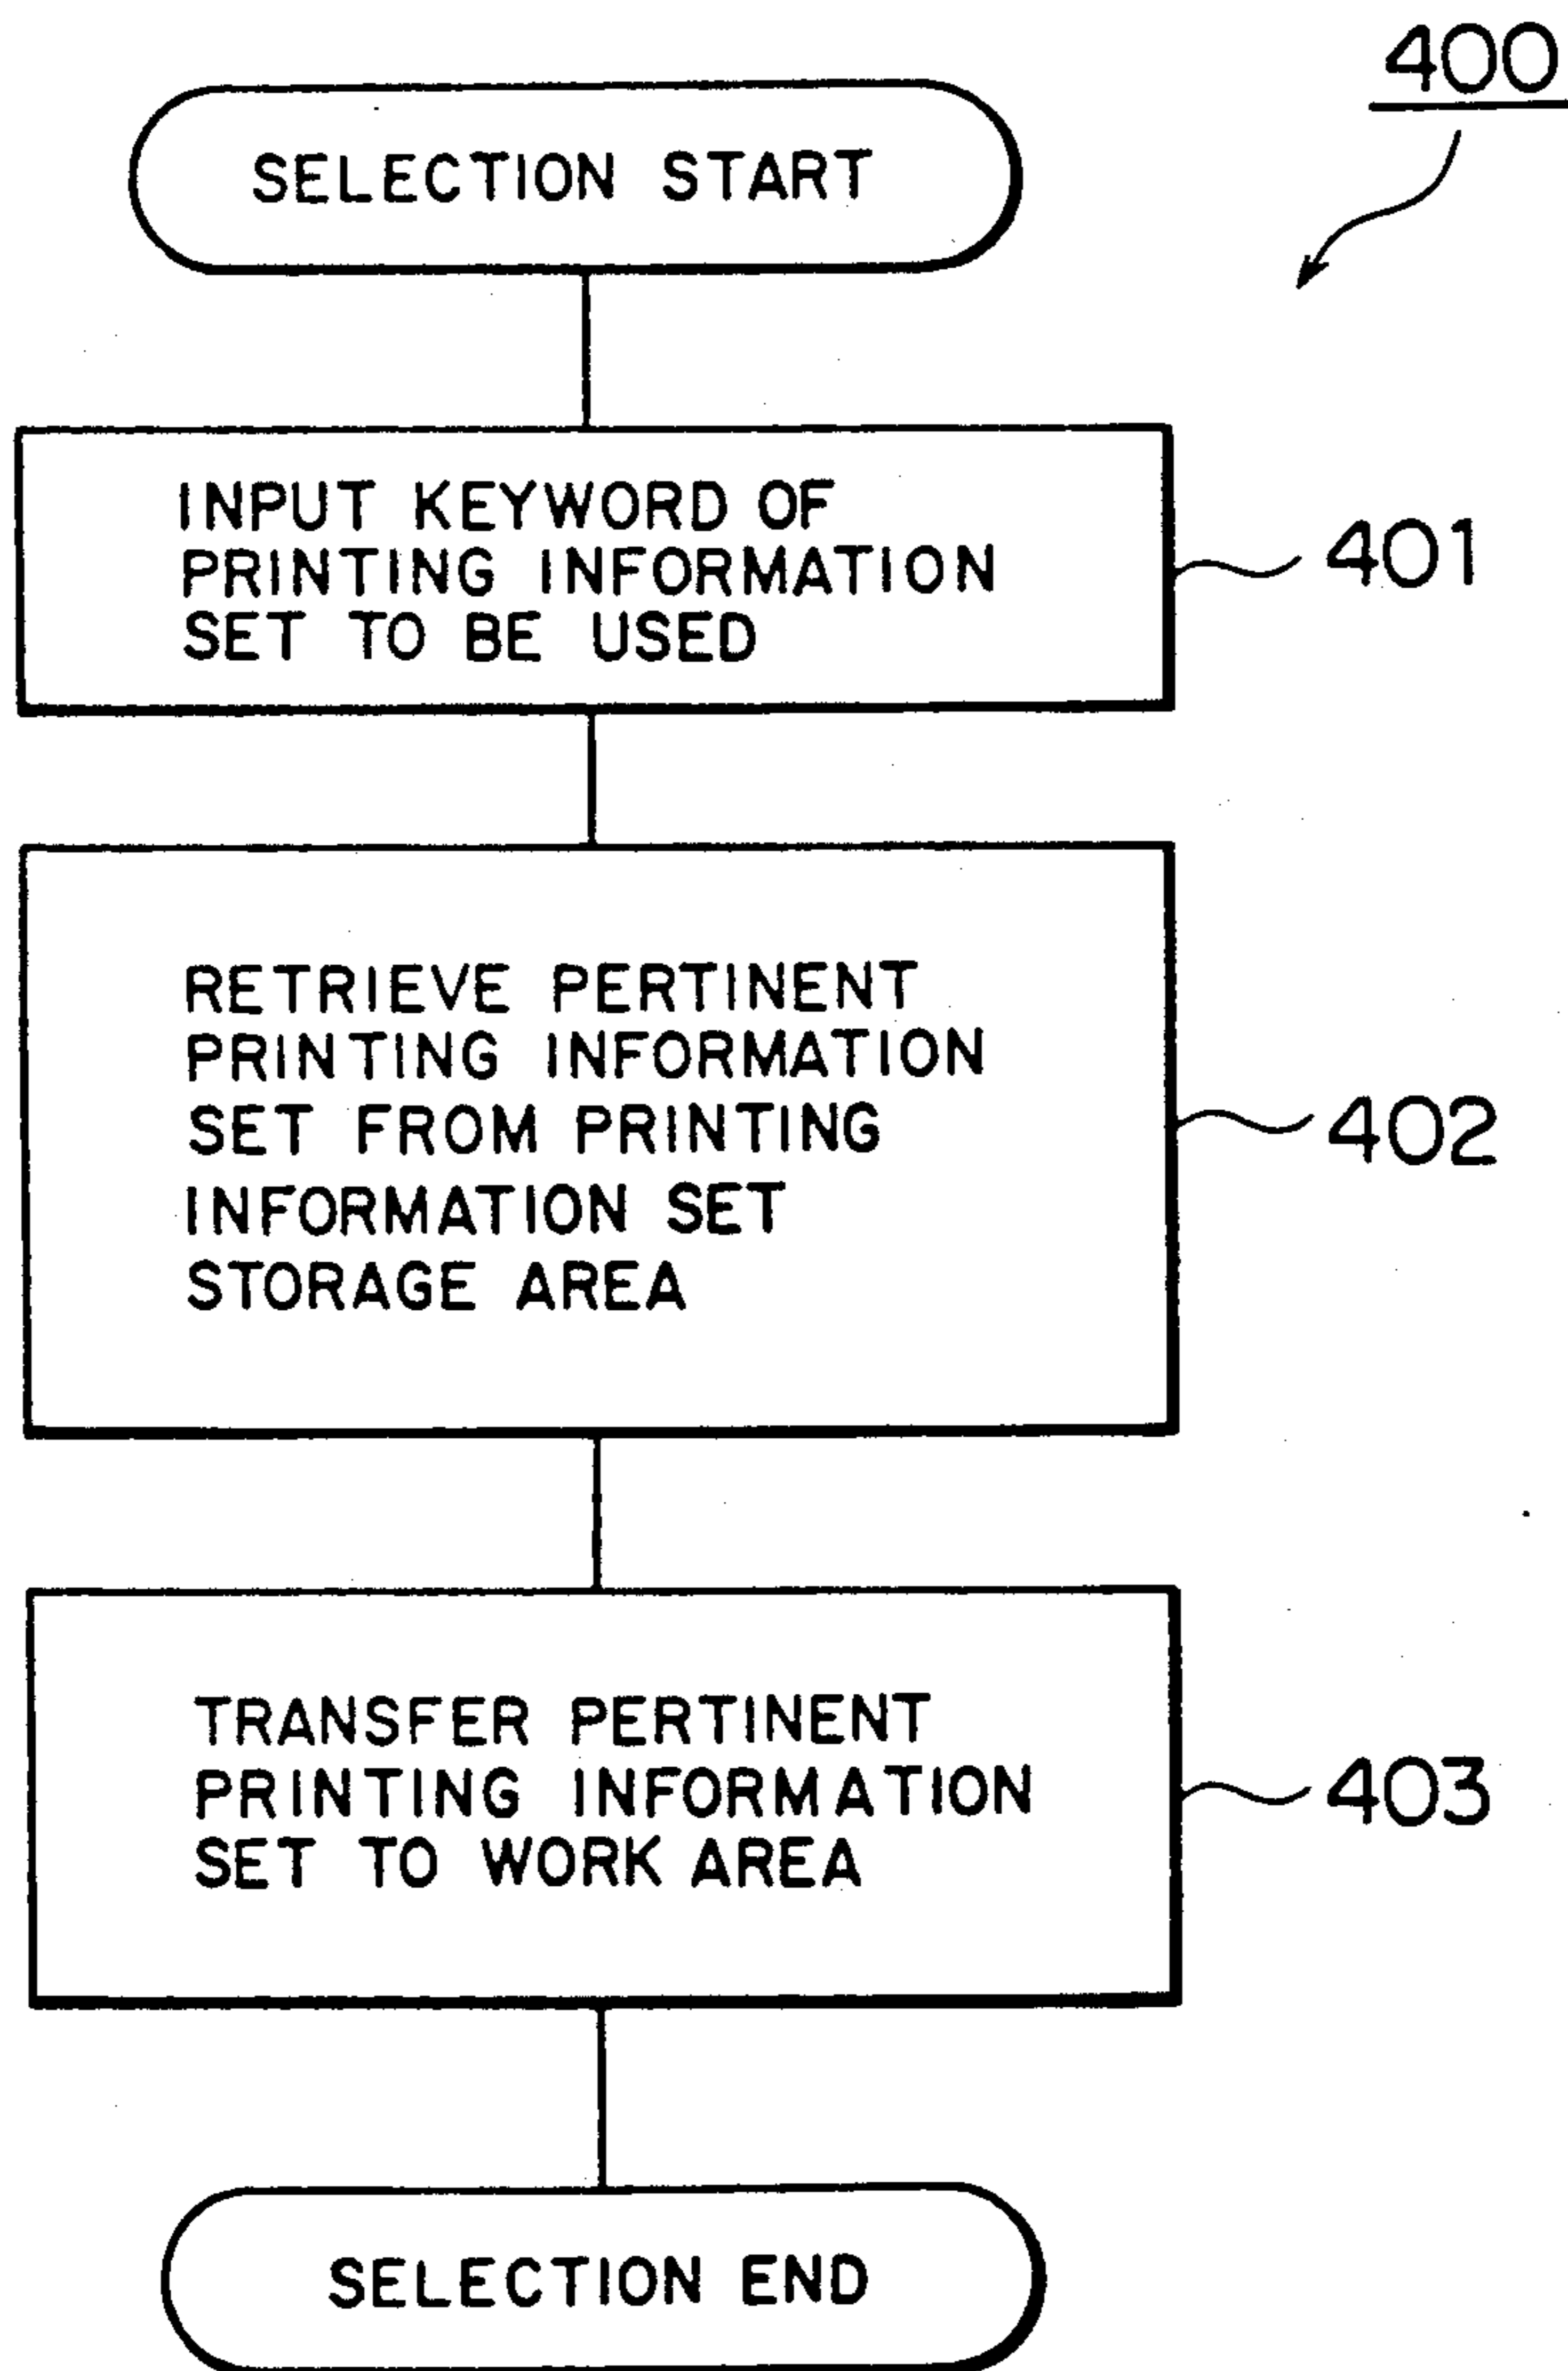 400
SELECTION START
INPUT KEYWORD OF
PRINTING INFORMATION
SET TO BE USED
401
RETRIEVE PERTINENT
PRINTING INFORMATION
SET FROM PRINTING
INFORMATION SET
STORAGE AREA
402
TRANSFER PERTINENT
PRINTING INFORMATION
SET TO WORK AREA
403
SELECTION END